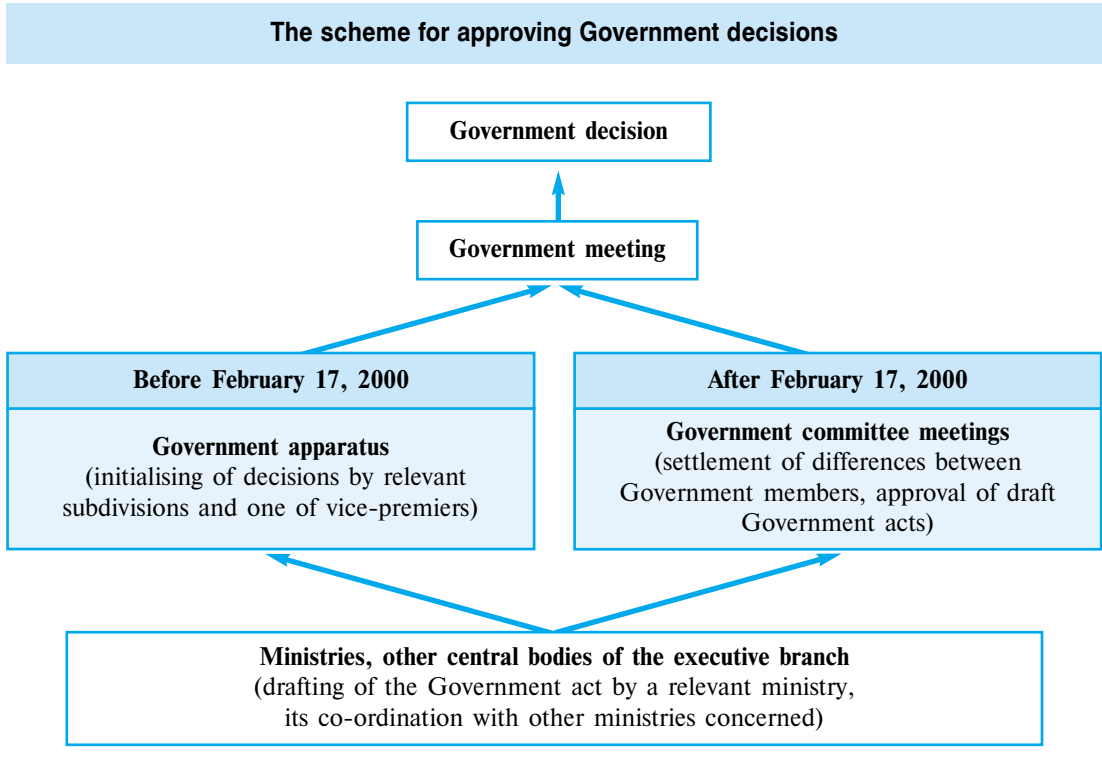 The scheme for approving Government decisions
Government decision
Government meeting
Before February 17, 2000
Government apparatus
(initialising of decisions by relevant
subdivisions and one of vice-premiers)
After February 17, 2000
Government committee meetings
(settlement of differences between
Government members, approval of draft
Government acts)
Ministries, other central bodies of the executive branch
(drafting of the Government act by a relevant ministry,
its co-ordination with other ministries concerned)